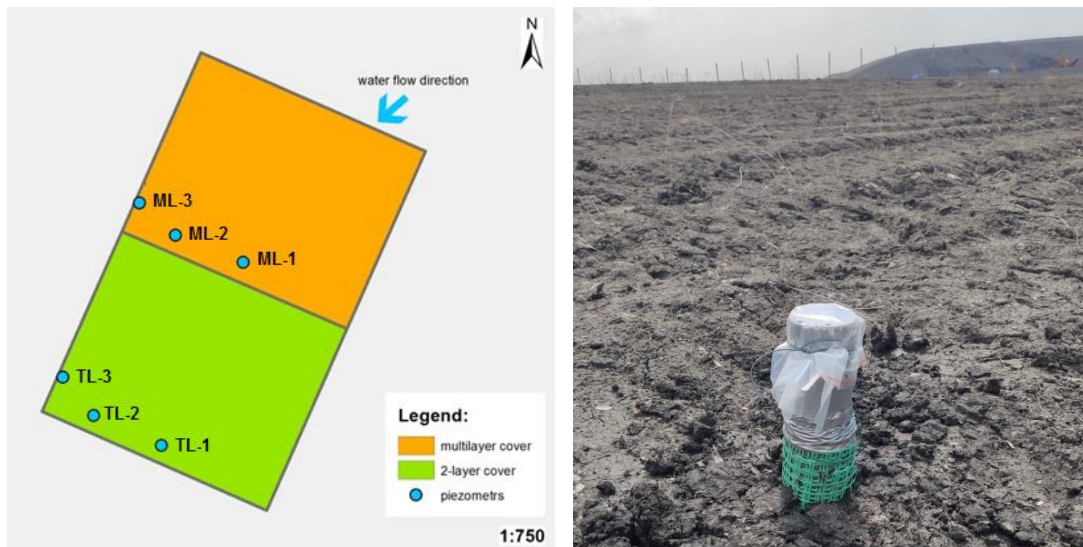 N
water flow direction
ML-3
ML-2
ML-1
TL-3
TL-2
TL-1
Legend:
multilayer cover
2-layer cover
piezometrs
1:750